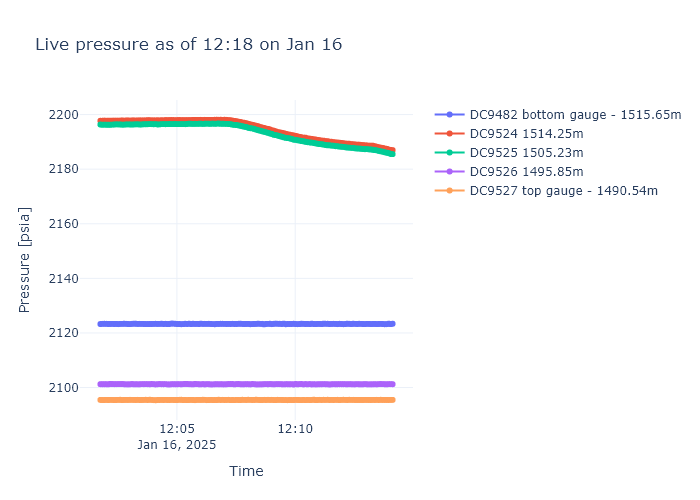 Live pressure as of 12:18 on Jan 16
2200
2180
2160
2140
2120
2100
Pressure [psia]
12:05
Jan 16, 2025
12:10
Time
DC9482 bottom gauge - 1515.65m
DC9524 1514.25m
DC9525 1505.23m
DC9526 1495.85m
DC9527 top gauge - 1490.54m